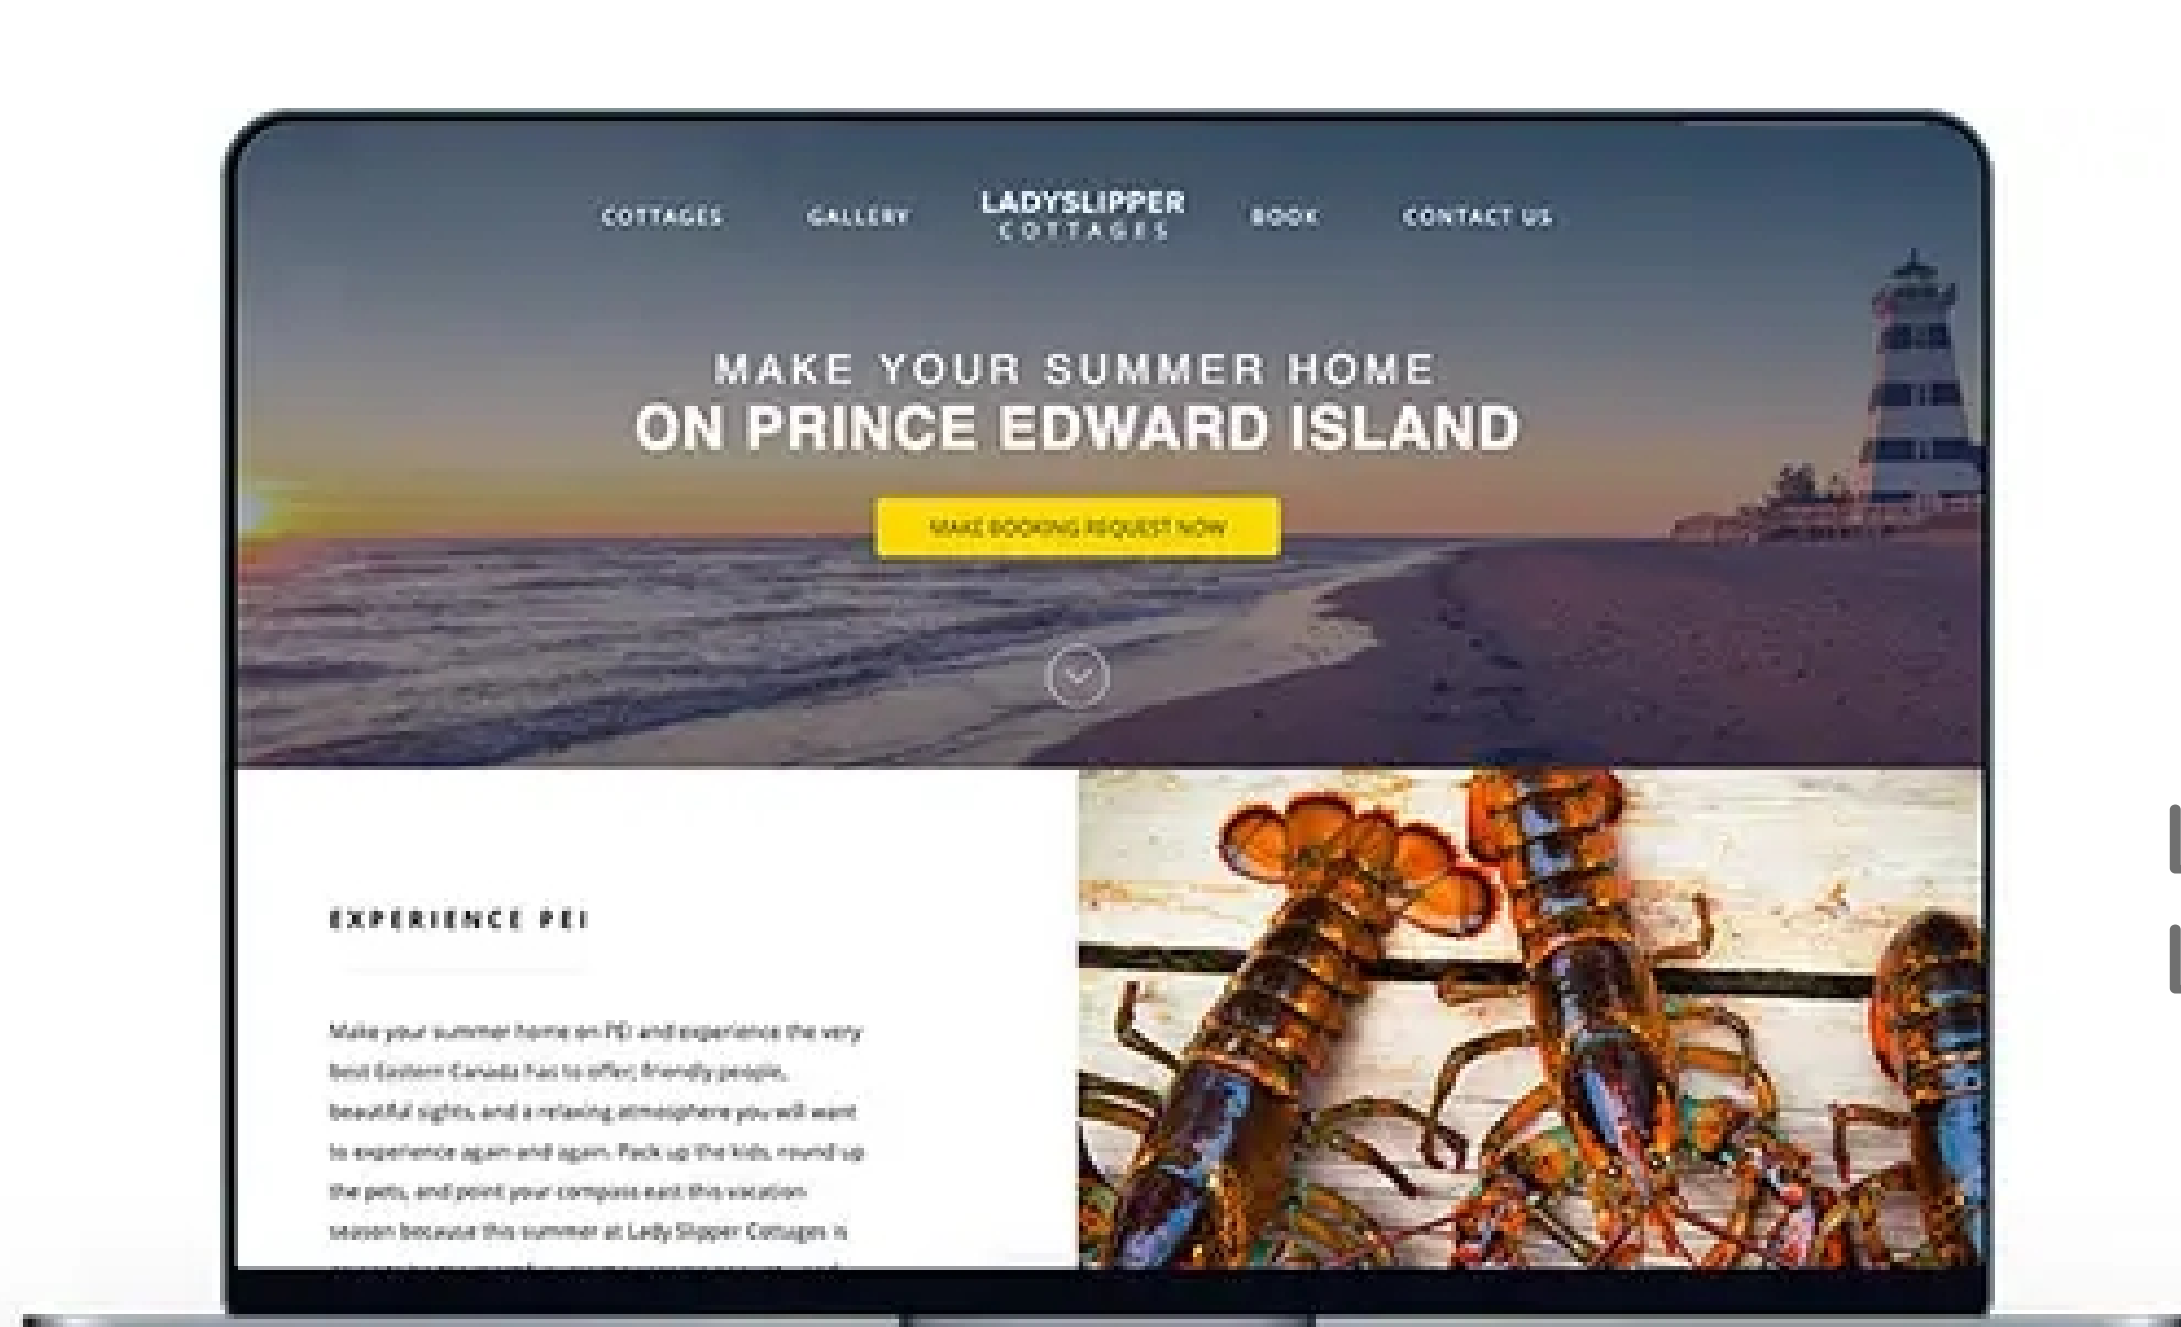 COTTAGES
GALLERY
LADYSLIPPER
COTTAGES
BOOK
CONTACT US
MAKE YOUR SUMMER HOME
ON PRINCE EDWARD ISLAND
MAKE BOOKING REQUEST NOW
EXPERIENCE PEI
Make your summer home on PEI and experience the very
best Eastern Canada has to offer; friendly people,
beautiful sights, and a relaxing atmosphere you will want
to experience again and again. Pack up the kids, round up
the pets, and point your compass east this vacation
season because this summer at Lady Slipper Cottages is